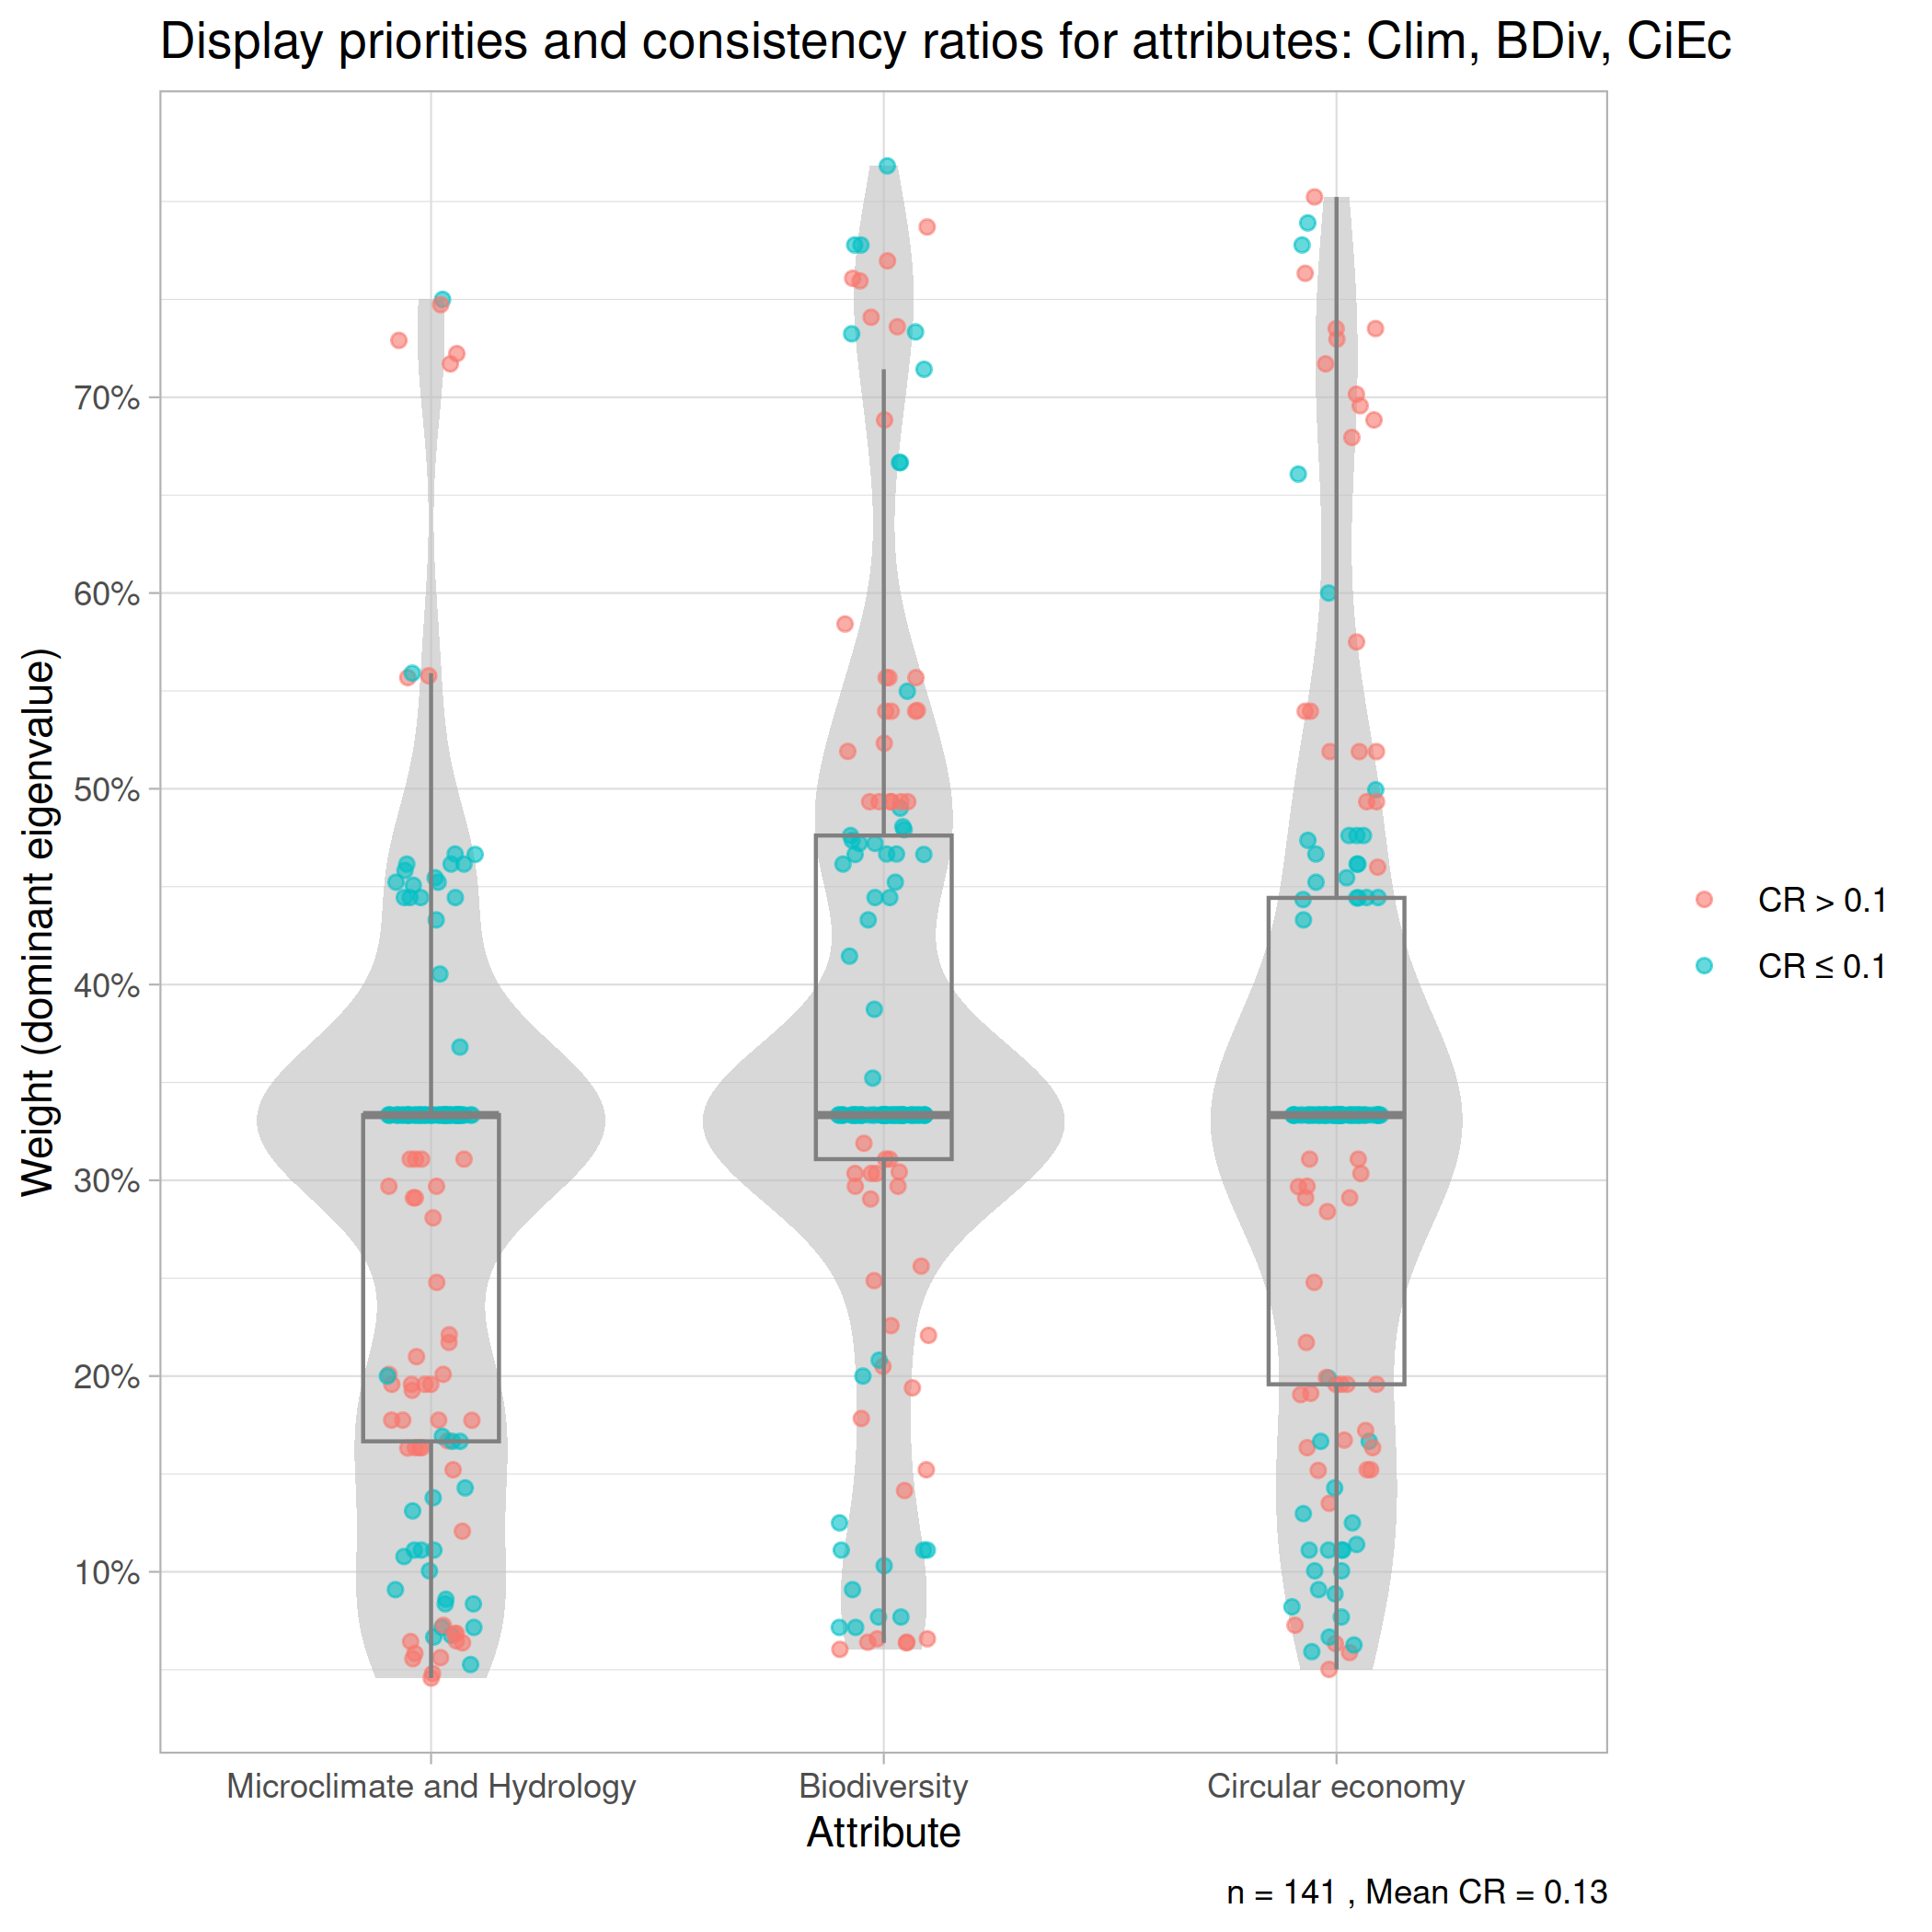 Display priorities and consistency ratios for attributes: Clim, BDiv, CiEc
Weight (dominant eigenvalue)
70%
60%
50%
40%
30%
20%
10%
CR > 0.1
CR ≤ 0.1
Microclimate and Hydrology
Biodiversity
Circular economy
Attribute
n = 141 , Mean CR = 0.13